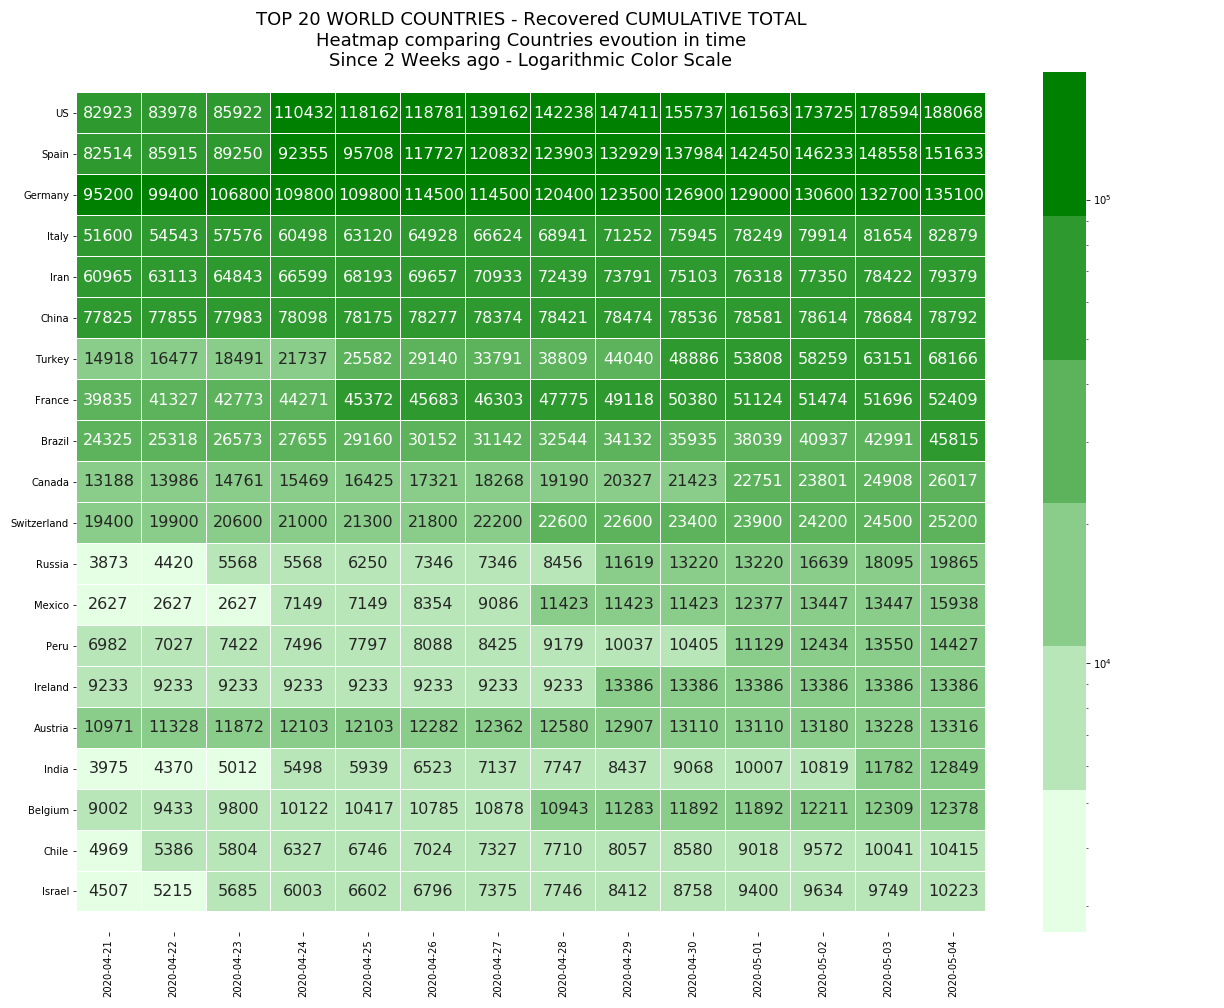 TOP 20 WORLD COUNTRIES - Recovered CUMULATIVE TOTAL
Heatmap comparing Countries evoution in time
Since 2 Weeks ago - Logarithmic Color Scale
US 82923 83978 85922 110432 118162 118781 139162 142238 147411 155737 161563 173725 178594 188068
Spain 82514 85915 89250 92355 95708 117727 120832 123903 132929 137984 142450 146233 148558 151633
Germany 95200 99400 106800 109800 109800 114500 114500 120400 123500 126900 129000 130600 132700 135100
Italy 51600 54543 57576 60498 63120 64928 66624 68941 71252 75945 78249 79914 81654 82879
Iran 60965 63113 64843 66599 68193 69657 70933 72439 73791 75103 76318 77350 78422 79379
China 77825 77855 77983 78098 78175 78277 78374 78421 78474 78536 78581 78614 78684 78792
Turkey 14918 16477 18491 21737 25582 29140 33791 38809 44040 48886 53808 58259 63151 68166
France 39835 41327 42773 44271 45372 45683 46303 47775 49118 50380 51124 51474 51696 52409
Brazil 24325 25318 26573 27655 29160 30152 31142 32544 34132 35935 38039 40937 42991 45815
Canada 13188 13986 14761 15469 16425 17321 18268 19190 20327 21423 22751 23801 24908 26017
Switzerland 19400 19900 20600 21000 21300 21800 22200 22600 22600 23400 23900 24200 24500 25200
Russia 3873 4420 5568 5568 6250 7346 7346 8456 11619 13220 13220 16639 18095 19865
Mexico 2627 2627 2627 7149 7149 8354 9086 11423 11423 11423 12377 13447 13447 15938
Peru 6982 7027 7422 7496 7797 8088 8425 9179 10037 10405 11129 12434 13550 14427
Ireland 9233 9233 9233 9233 9233 9233 9233 9233 13386 13386 13386 13386 13386 13386
Austria 10971 11328 11872 12103 12103 12282 12362 12580 12907 13110 13110 13180 13228 13316
India 3975 4370 5012 5498 5939 6523 7137 7747 8437 9068 10007 10819 11782 12849
Belgium 9002 9433 9800 10122 10417 10785 10878 10943 11283 11892 11892 12211 12309 12378
Chile 4969 5386 5804 6327 6746 7024 7327 7710 8057 8580 9018 9572 10041 10415
Israel 4507 5215 5685 6003 6602 6796 7375 7746 8412 8758 9400 9634 9749 10223
2020-04-21 2020-04-22 2020-04-23 2020-04-24 2020-04-25 2020-04-26 2020-04-27 2020-04-28 2020-04-29 2020-04-30 2020-05-01 2020-05-02 2020-05-03 2020-05-04
10⁵
10⁴